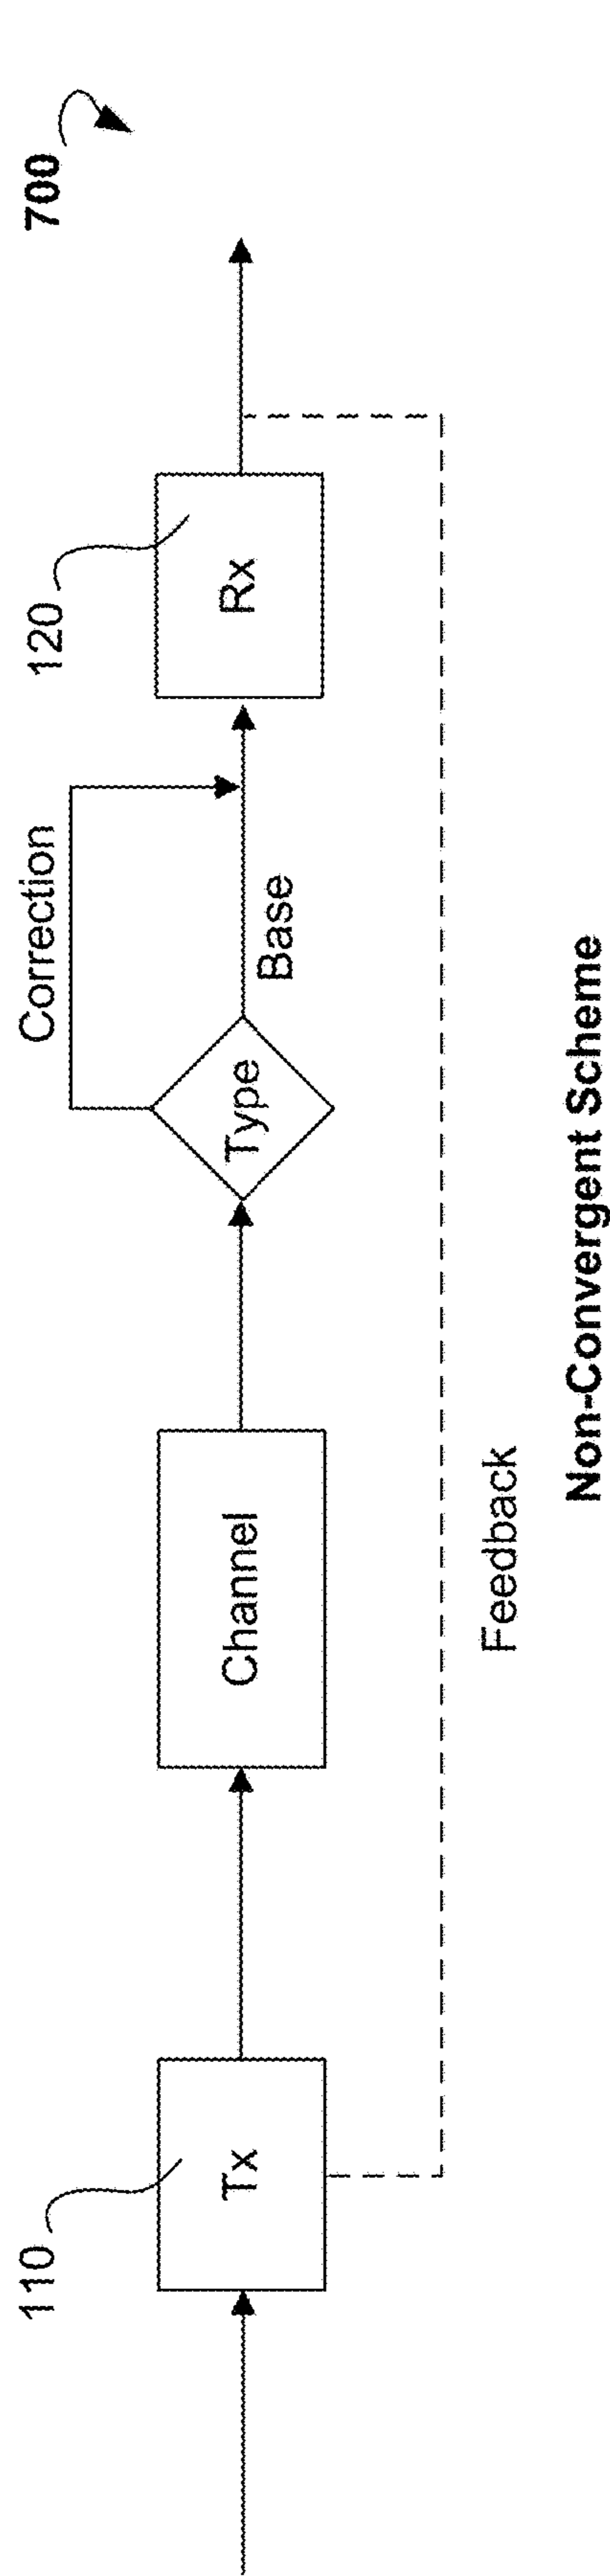 700
Correction
110
120
Tx
Channel
Type
Base
Rx
Feedback
Non-Convergent Scheme